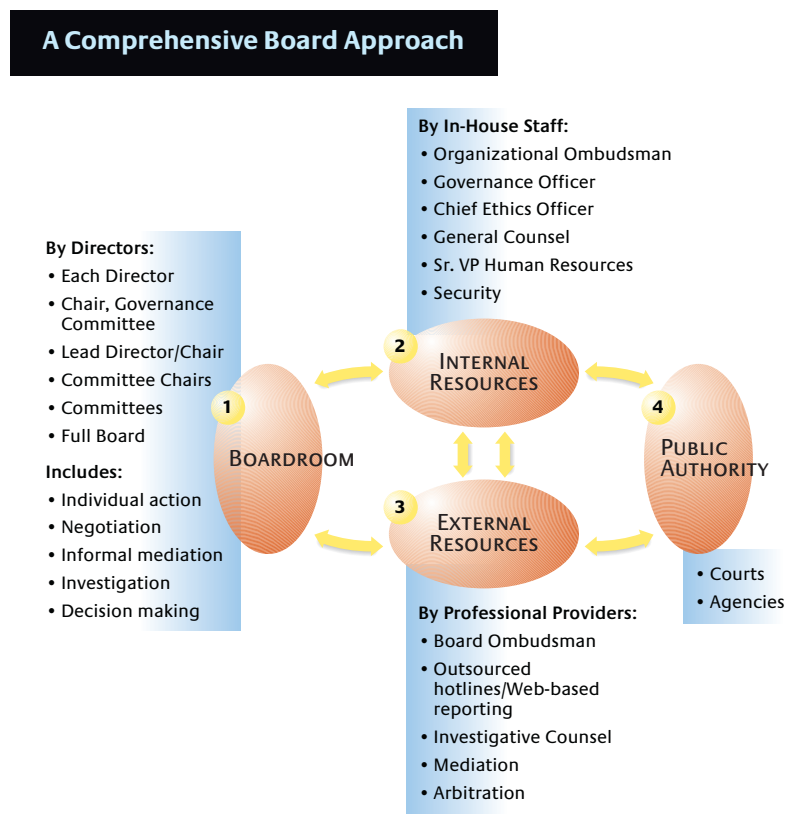 A Comprehensive Board Approach
By Directors:
• Each Director
• Chair, Governance
Committee
• Lead Director/Chair
• Committee Chairs
• Committees
• Full Board
Includes:
• Individual action
• Negotiation
• Informal mediation
• Investigation
• Decision making
1
BOARDROOM
By In-House Staff:
• Organizational Ombudsman
• Governance Officer
• Chief Ethics Officer
• General Counsel
• Sr. VP Human Resources
• Security
2
INTERNAL
RESOURCES
3
EXTERNAL
RESOURCES
By Professional Providers:
• Board Ombudsman
• Outsourced
hotlines/Web-based
reporting
• Investigative Counsel
• Mediation
• Arbitration
4
PUBLIC
AUTHORITY
• Courts
• Agencies